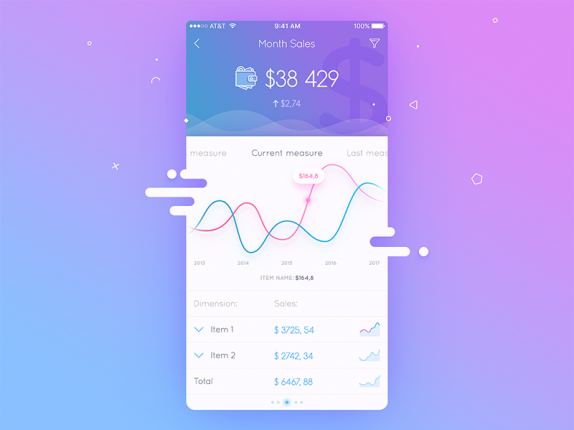 AT&T 9:41 AM 100%
Month Sales
$38 429
$2,74
measure Current measure Last meas
$164,8
2013 2014 2015 2016 2017
ITEM NAME: $164,8
Dimension: Sales:
Item 1 $ 3725, 54
Item 2 $ 2742, 34
Total $ 6467, 88